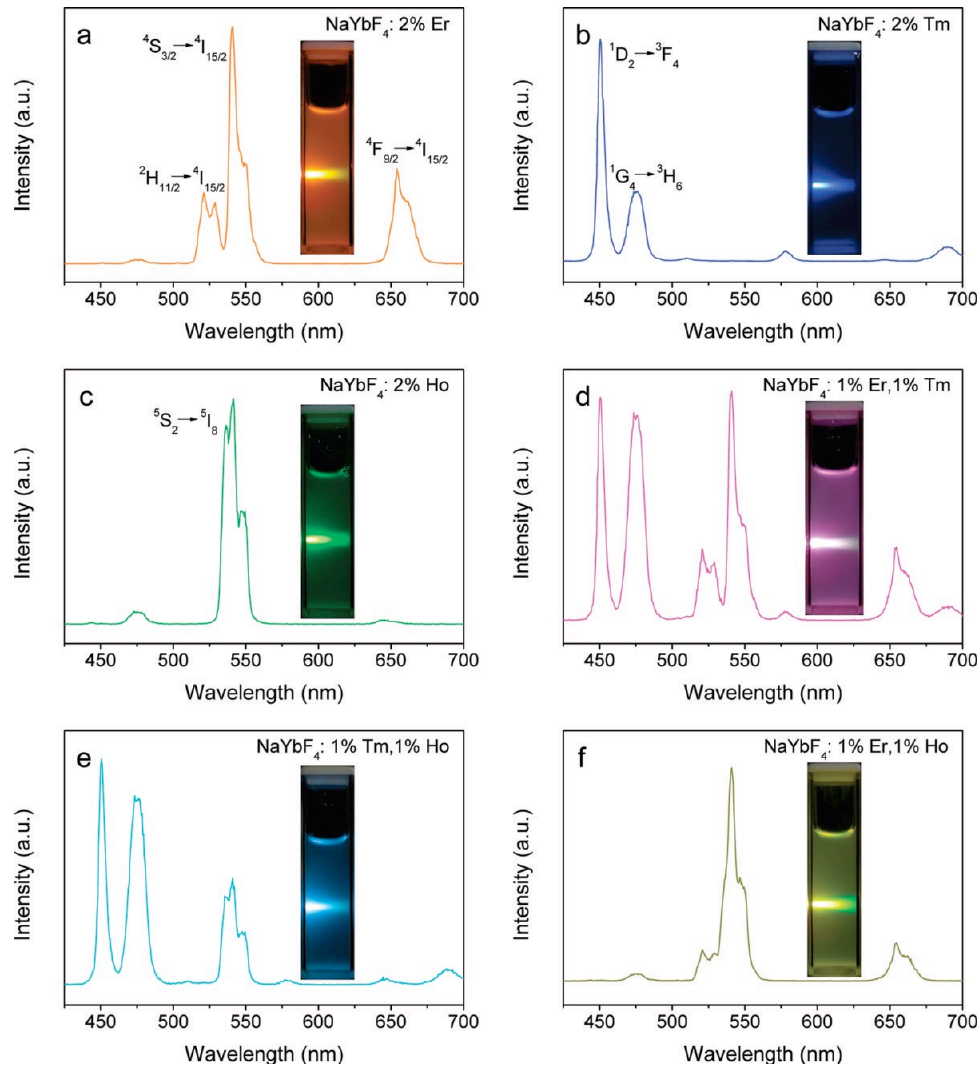 a
NaYbF₄: 2% Er
⁴S₃/₂→⁴I₁₅/₂
²H₁₁/₂→⁴I₁₅/₂
⁴F₉/₂→⁴I₁₅/₂
Intensity (a.u.)
450 500 550 600 650 700
Wavelength (nm)
b
NaYbF₄: 2% Tm
¹D₂→³F₄
¹G₄→³H₆
Intensity (a.u.)
450 500 550 600 650 700
Wavelength (nm)
c
NaYbF₄: 2% Ho
⁵S₂→⁵I₈
Intensity (a.u.)
450 500 550 600 650 700
Wavelength (nm)
d
NaYbF₄: 1% Er,1% Tm
Intensity (a.u.)
450 500 550 600 650 700
Wavelength (nm)
e
NaYbF₄: 1% Tm,1% Ho
Intensity (a.u.)
450 500 550 600 650 700
Wavelength (nm)
f
NaYbF₄: 1% Er,1% Ho
Intensity (a.u.)
450 500 550 600 650 700
Wavelength (nm)